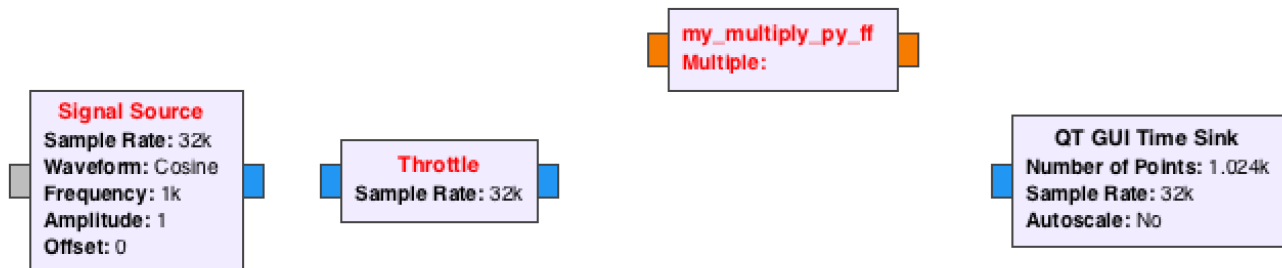 my_multiply_py_ff
Multiple:
Signal Source
Sample Rate: 32k
Waveform: Cosine
Frequency: 1k
Amplitude: 1
Offset: 0
Throttle
Sample Rate: 32k
QT GUI Time Sink
Number of Points: 1.024k
Sample Rate: 32k
Autoscale: No